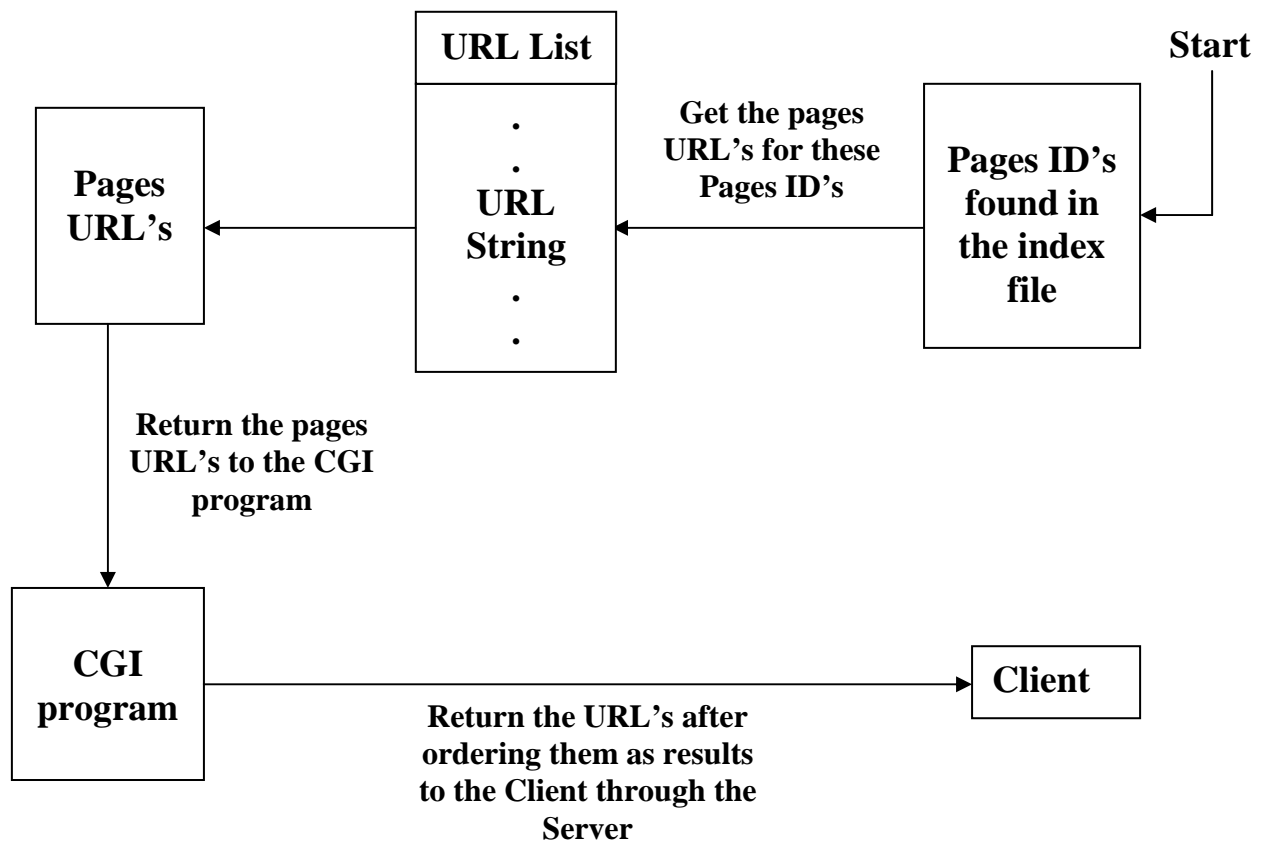 Start
Pages ID’s
found in
the index
file
Get the pages
URL’s for these
Pages ID’s
URL List
.
.
URL
String
.
.
Pages
URL’s
Return the pages
URL’s to the CGI
program
CGI
program
Return the URL’s after
ordering them as results
to the Client through the
Server
Client